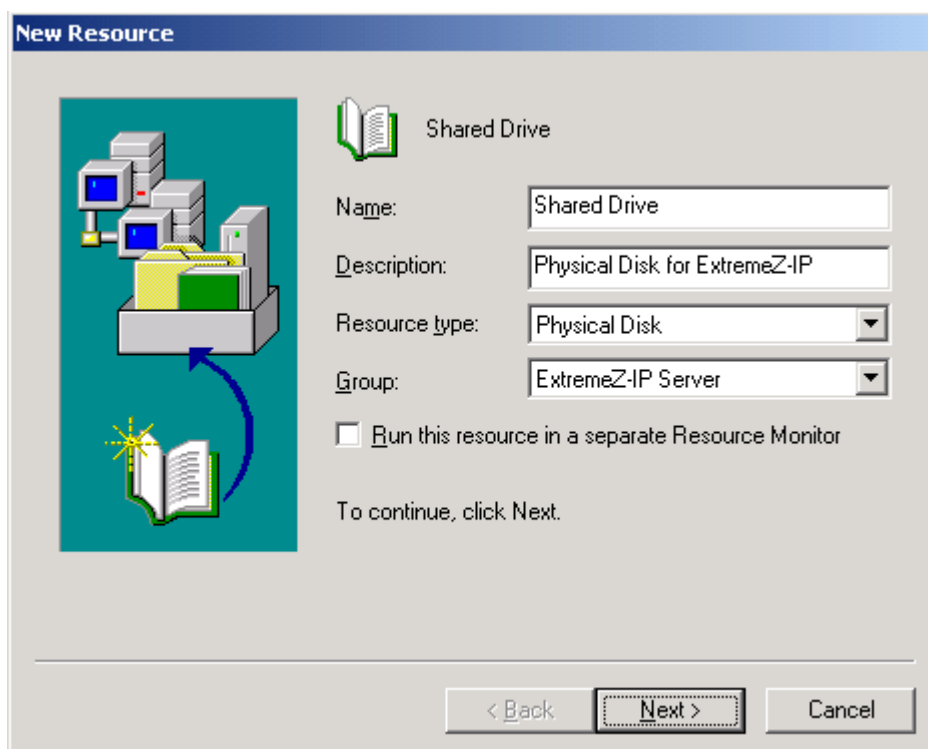 New Resource
Shared Drive
Name: Shared Drive
Description: Physical Disk for ExtremeZ-IP
Resource type: Physical Disk
Group: ExtremeZ-IP Server
Run this resource in a separate Resource Monitor
To continue, click Next.
< Back Next > Cancel